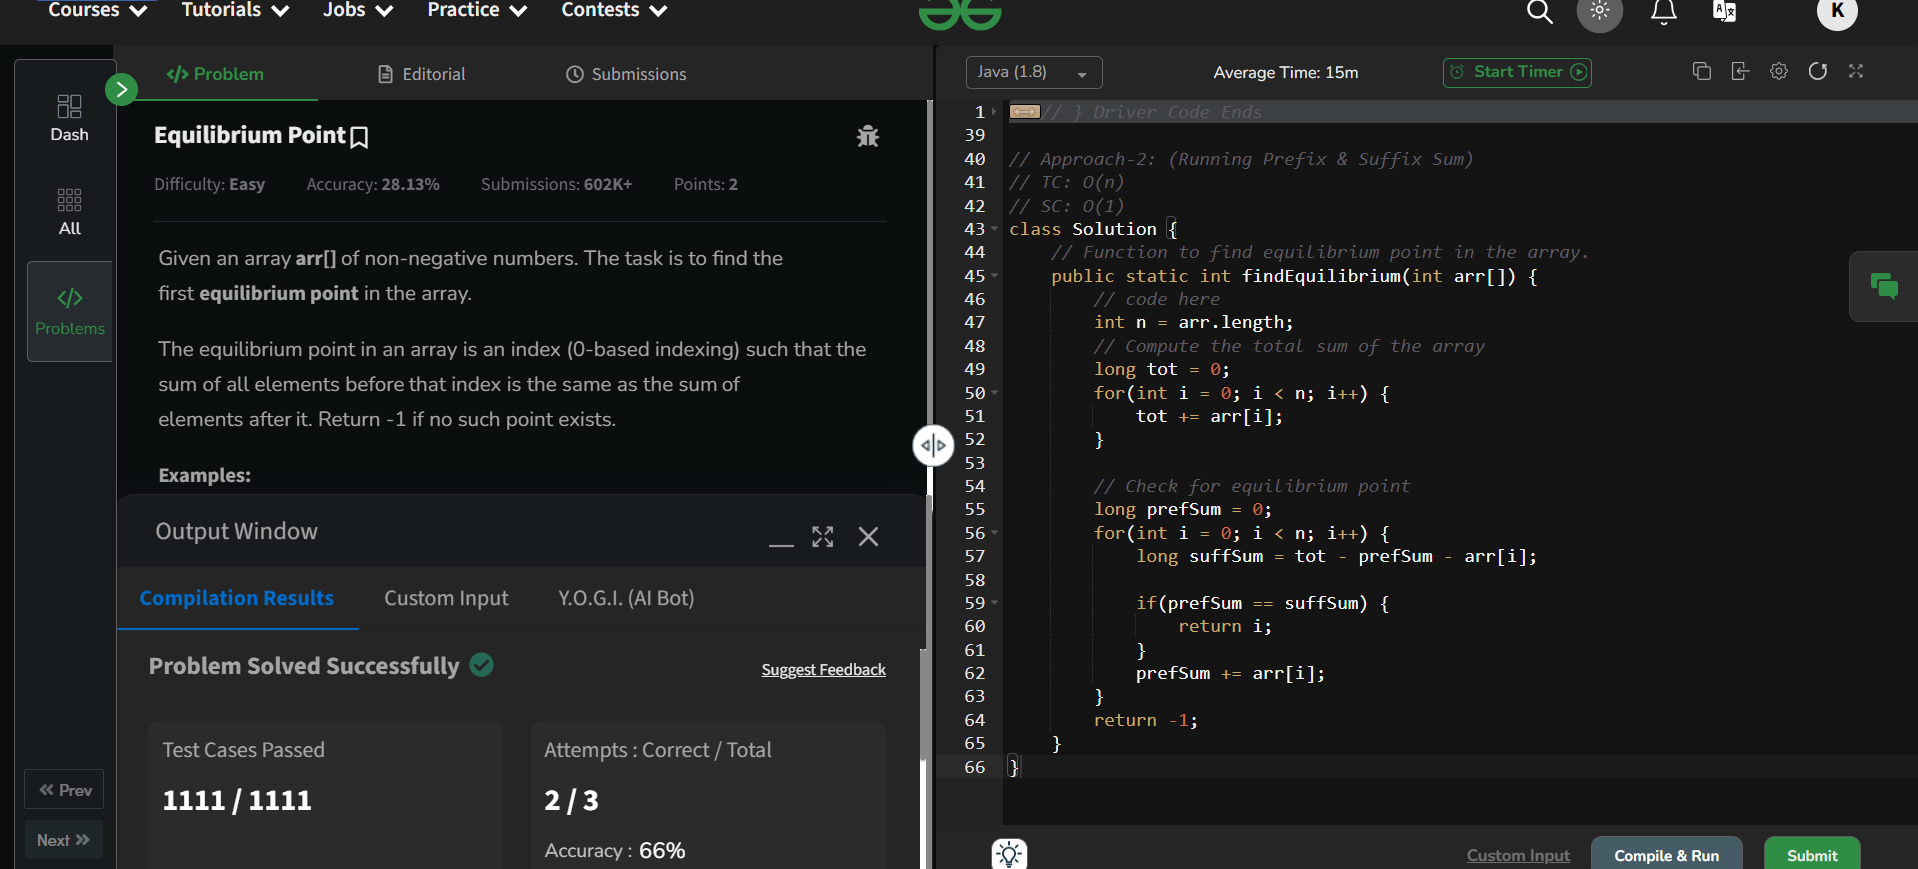 Courses Tutorials Jobs Practice Contests K
Dash
All
Problems
Prev
Next
Problem Editorial Submissions
Equilibrium Point
Difficulty: Easy Accuracy: 28.13% Submissions: 602K+ Points: 2
Given an array arr[] of non-negative numbers. The task is to find the
first equilibrium point in the array.
The equilibrium point in an array is an index (0-based indexing) such that the
sum of all elements before that index is the same as the sum of
elements after it. Return -1 if no such point exists.
Examples:
Output Window
Compilation Results Custom Input Y.O.G.I. (AI Bot)
Problem Solved Successfully Suggest Feedback
Test Cases Passed
1111 / 1111
Attempts : Correct / Total
2 / 3
Accuracy : 66%
Java (1.8) Average Time: 15m Start Timer
1 // } Driver Code Ends
39
40 // Approach-2: (Running Prefix & Suffix Sum)
41 // TC: O(n)
42 // SC: O(1)
43 class Solution {
44 // Function to find equilibrium point in the array.
45 public static int findEquilibrium(int arr[]) {
46 // code here
47 int n = arr.length;
48 // Compute the total sum of the array
49 long tot = 0;
50 for(int i = 0; i < n; i++) {
51 tot += arr[i];
52 }
53
54 // Check for equilibrium point
55 long prefSum = 0;
56 for(int i = 0; i < n; i++) {
57 long suffSum = tot - prefSum - arr[i];
58
59 if(prefSum == suffSum) {
60 return i;
61 }
62 prefSum += arr[i];
63 }
64 return -1;
65 }
66 }
Custom Input Compile & Run Submit